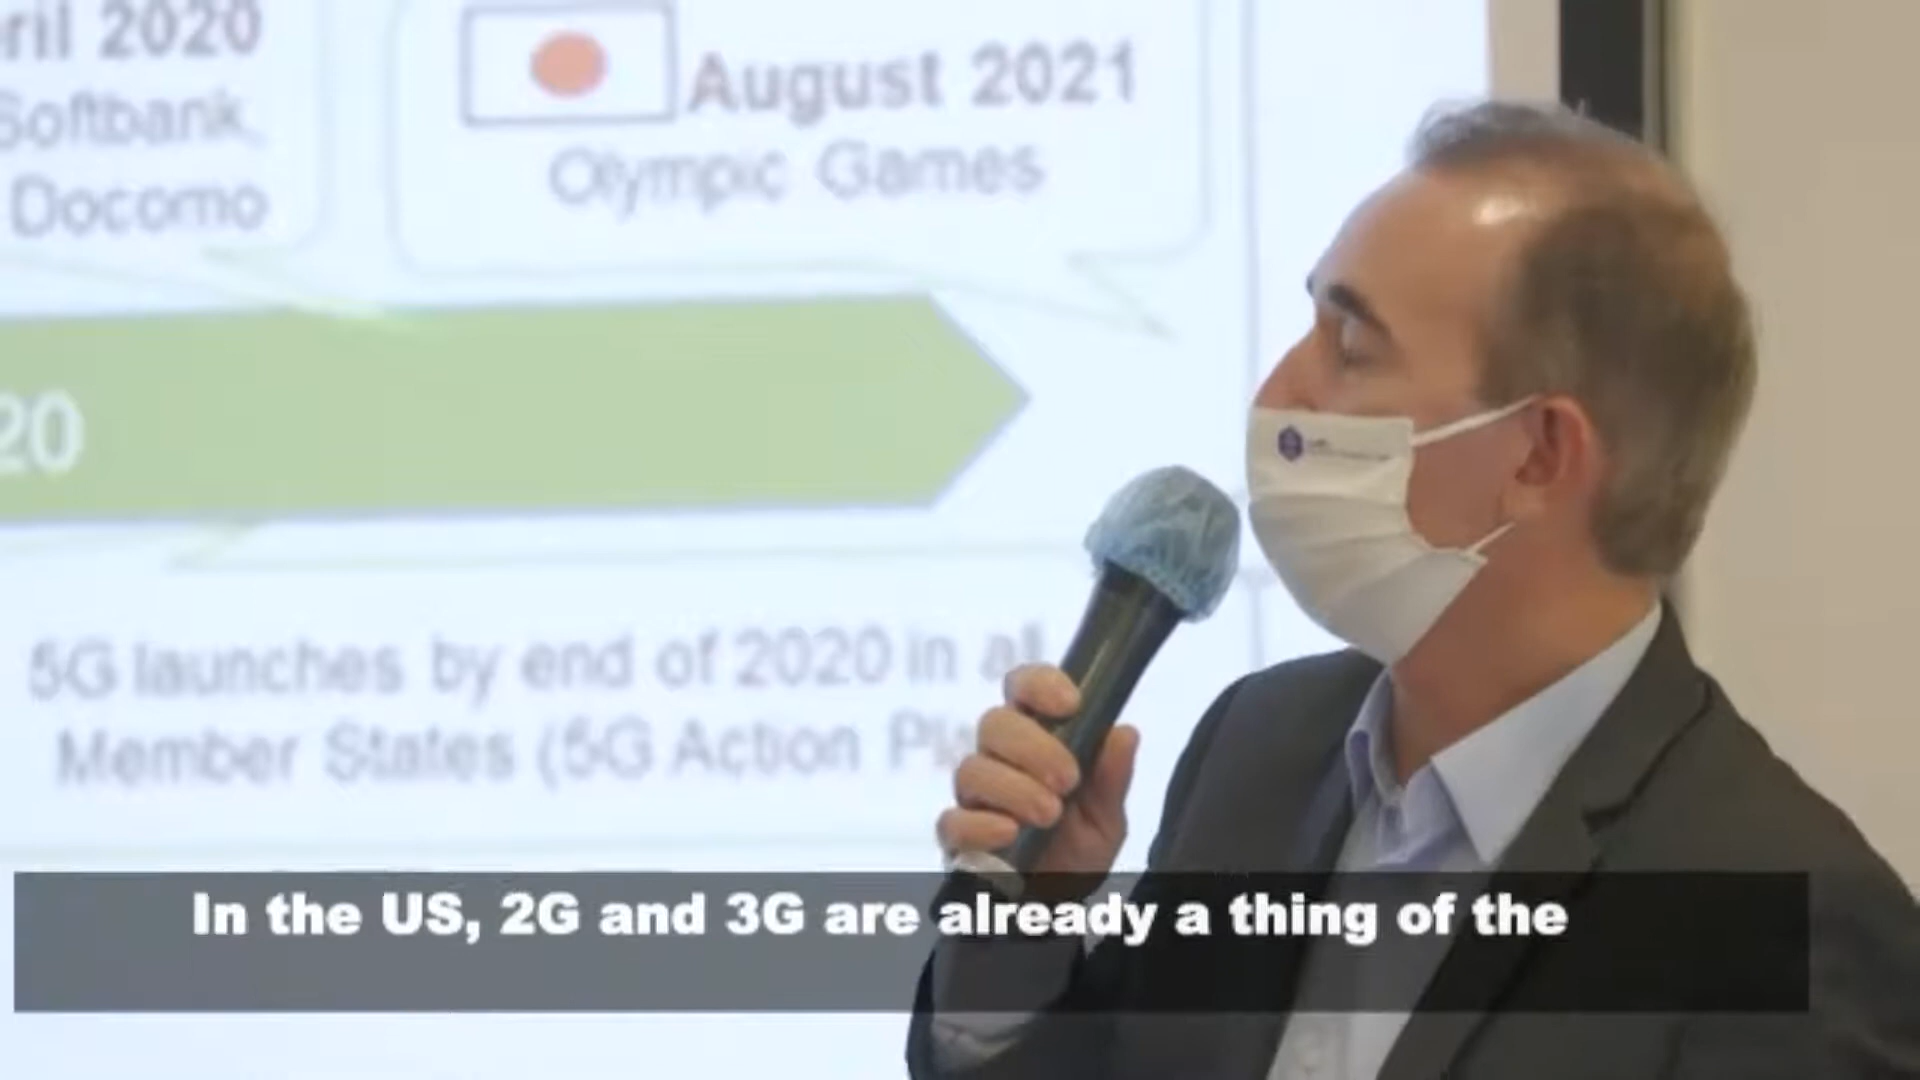 ril 2020
Softbank,
Docomo
August 2021
Olympic Games
20
5G launches by end of 2020 in all
Member States (5G Action
In the US, 2G and 3G are already a thing of the